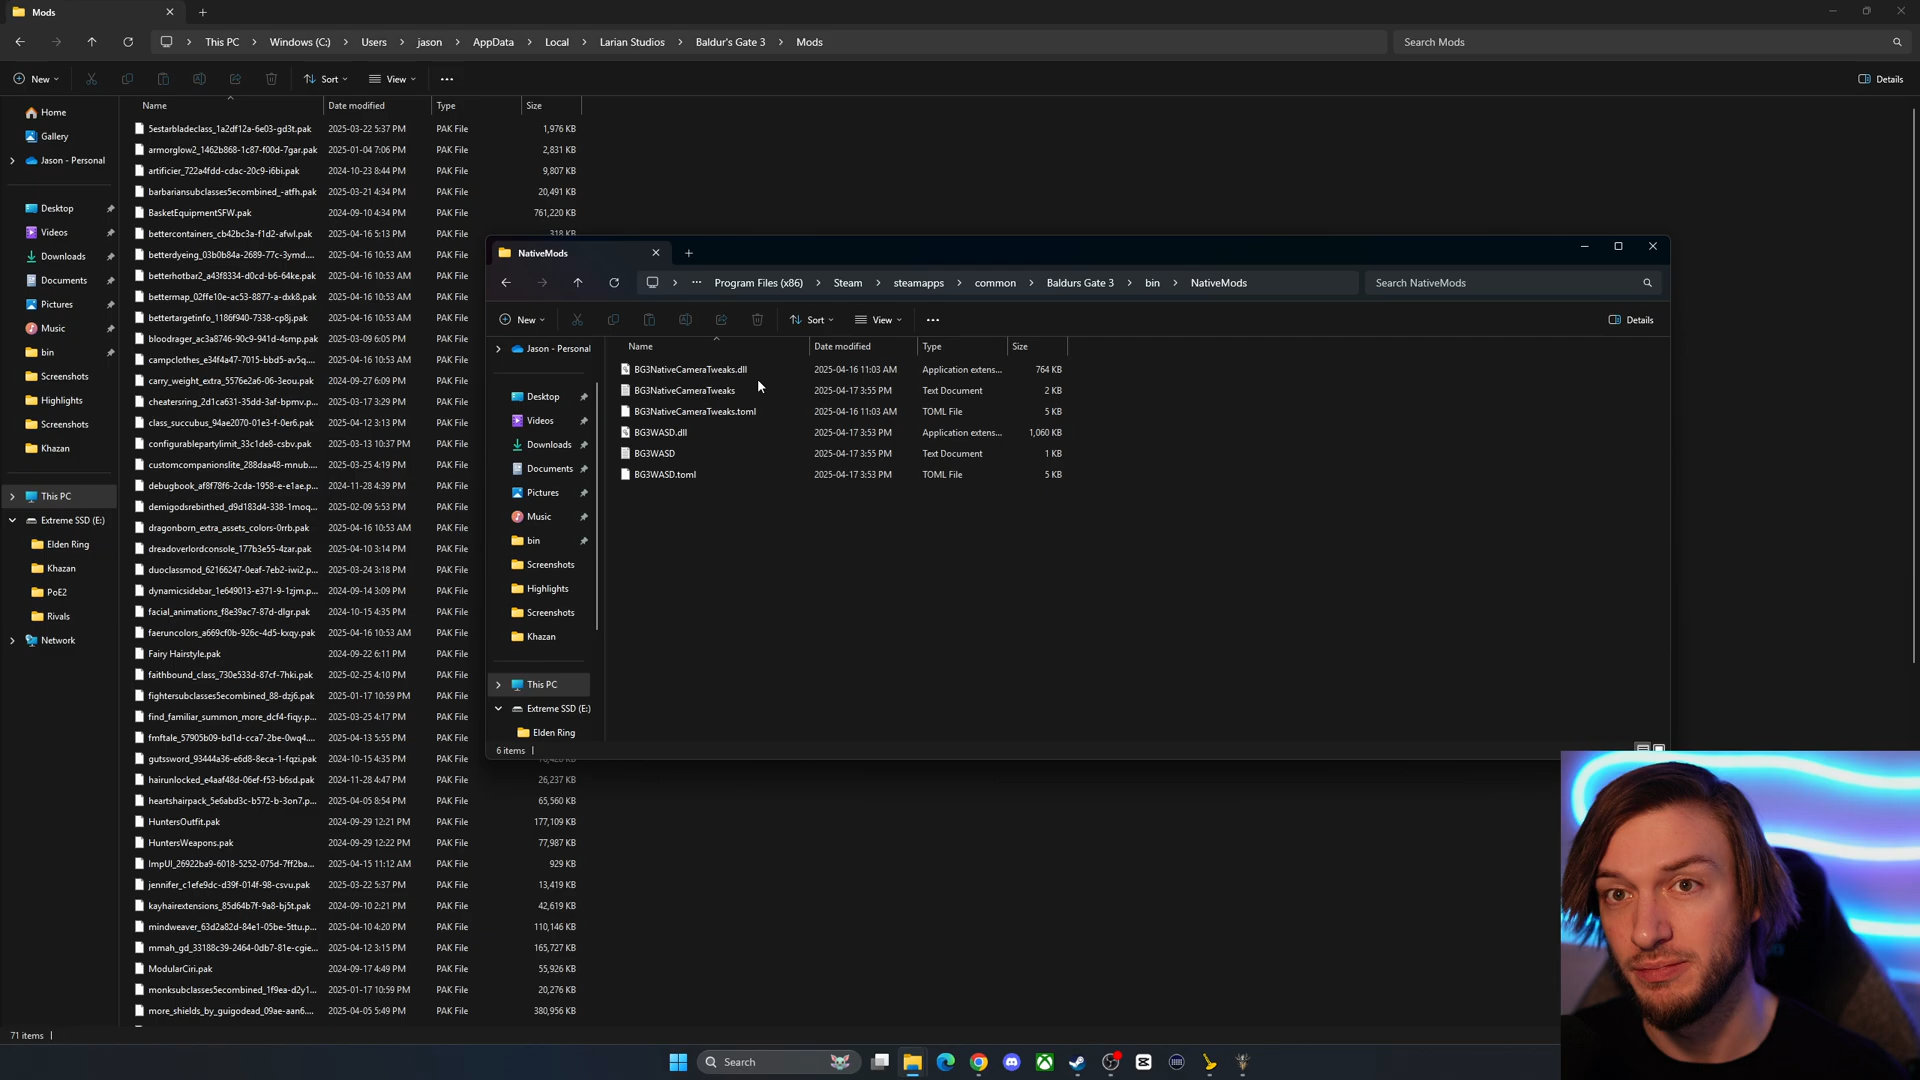 Mods
This PC > Windows (C:) > Users > jason > AppData > Local > Larian Studios > Baldur's Gate 3 > Mods
Search Mods
New
Sort
View
Details
Name Date modified Type Size
5estarbladeclass_1a2df12a-6e03-gd3t.pak 2025-03-22 5:37 PM PAK File 1,976 KB
armorglow2_1462b868-1c87-f00d-7gar.pak 2025-01-04 7:06 PM PAK File 2,831 KB
artificier_722a4fdd-cdac-20c9-i6bi.pak 2024-10-23 8:44 PM PAK File 9,807 KB
barbariansubclasses5ecombined_-atfh.pak 2025-03-21 4:34 PM PAK File 20,491 KB
BasketEquipmentSFW.pak 2024-09-10 4:34 PM PAK File 761,220 KB
bettercontainers_cb42bc3a-f1d2-afwl.pak 2025-04-16 5:13 PM PAK File 318 KB
betterdyeing_03b0b84a-2689-77c-3ymd.... 2025-04-16 10:53 AM PAK File
betterhotbar2_a43f8334-d0cd-b6-64ke.pak 2025-04-16 10:53 AM PAK File
bettermap_02ffe10e-ac53-8877-a-dxk8.pak 2025-04-16 10:53 AM PAK File
bettertargetinfo_1186f940-7338-cp8j.pak 2025-04-16 10:53 AM PAK File
bloodrager_ac3a8746-90c9-941d-4smp.pak 2025-03-09 6:05 PM PAK File
campclothes_e34f4a47-7015-bbd5-av5q.... 2025-04-16 10:53 AM PAK File
carry_weight_extra_5576e2a6-06-3eou.pak 2024-09-27 6:09 PM PAK File
cheatersring_2d1ca631-35dd-3af-bpmv.p... 2025-03-17 3:29 PM PAK File
class_succubus_94ae2970-01e3-f-0er6.pak 2025-04-12 3:13 PM PAK File
configurablepartylimit_33c1de8-csbv.pak 2025-03-13 10:37 PM PAK File
customcompanionslite_288daa48-mnub.... 2025-03-25 4:19 PM PAK File
debugbook_af8f78f6-2cda-1958-e-e1ae.p... 2024-11-28 4:39 PM PAK File
demigodsrebirthed_d9d183d4-338-1moq... 2025-02-09 5:53 PM PAK File
dragonborn_extra_assets_colors-0rrb.pak 2025-04-16 10:53 AM PAK File
dreadoverlordconsole_177b3e55-4zar.pak 2025-04-10 3:14 PM PAK File
duoclassmod_62166247-0eaf-7eb2-iwi2.p... 2025-03-24 3:18 PM PAK File
dynamicsidebar_1e649013-e371-9-1zjm.p... 2024-09-14 3:09 PM PAK File
facial_animations_f8e39ac7-87d-dlgr.pak 2024-10-15 4:35 PM PAK File
faeruncolors_a669cf0b-926c-4d5-kxqy.pak 2025-04-16 10:53 AM PAK File
Fairy Hairstyle.pak 2024-09-22 6:11 PM PAK File
faithbound_class_730e533d-87cf-7hki.pak 2025-02-25 4:10 PM PAK File
fightersubclasses5ecombined_88-dzj6.pak 2025-01-17 10:59 PM PAK File
find_familiar_summon_more_dcf4-fiqy.p... 2025-03-25 4:17 PM PAK File
fmftale_57905b09-bd1d-cca7-2be-0wq4.... 2025-04-13 5:55 PM PAK File
gutssword_93444a36-e6d8-8eca-1-fqzi.pak 2024-10-15 4:35 PM PAK File
hairunlocked_e4aaf48d-06ef-f53-b6sd.pak 2024-11-28 4:47 PM PAK File 26,237 KB
heartshairpack_5e6abd3c-b572-b-3on7.p... 2025-04-05 8:54 PM PAK File 65,560 KB
HuntersOutfit.pak 2024-09-29 12:21 PM PAK File 177,109 KB
HuntersWeapons.pak 2024-09-29 12:22 PM PAK File 77,987 KB
ImpUI_26922ba9-6018-5252-075d-7ff2ba... 2025-04-15 11:12 AM PAK File 929 KB
jennifer_c1efe9dc-d39f-014f-98-csvu.pak 2025-03-22 5:37 PM PAK File 13,419 KB
kayhairextensions_85d64b7f-9a8-bj5t.pak 2024-09-10 2:21 PM PAK File 42,619 KB
mindweaver_63d2a82d-84e1-05be-5ttu.p... 2025-04-10 4:20 PM PAK File 110,146 KB
mmah_gd_33188c39-2464-0db7-81e-cgie... 2025-04-12 3:15 PM PAK File 165,727 KB
ModularCiri.pak 2024-09-17 4:49 PM PAK File 55,926 KB
monksubclasses5ecombined_1f9ea-d2y1... 2025-01-17 10:59 PM PAK File 20,276 KB
more_shields_by_guigodead_09ae-aan6.... 2025-04-05 5:49 PM PAK File 380,956 KB
71 items
Home
Gallery
Jason - Personal
Desktop
Videos
Downloads
Documents
Pictures
Music
bin
Screenshots
Highlights
Screenshots
Khazan
This PC
Extreme SSD (E:)
Elden Ring
Khazan
PoE2
Rivals
Network
NativeMods
Program Files (x86) > Steam > steamapps > common > Baldurs Gate 3 > bin > NativeMods
Search NativeMods
New
Sort
View
Details
Name Date modified Type Size
BG3NativeCameraTweaks.dll 2025-04-16 11:03 AM Application extens... 764 KB
BG3NativeCameraTweaks 2025-04-17 3:55 PM Text Document 2 KB
BG3NativeCameraTweaks.toml 2025-04-16 11:03 AM TOML File 5 KB
BG3WASD.dll 2025-04-17 3:53 PM Application extens... 1,060 KB
BG3WASD 2025-04-17 3:55 PM Text Document 1 KB
BG3WASD.toml 2025-04-17 3:53 PM TOML File 5 KB
Jason - Personal
Desktop
Videos
Downloads
Documents
Pictures
Music
bin
Screenshots
Highlights
Screenshots
Khazan
This PC
Extreme SSD (E:)
Elden Ring
6 items
Search